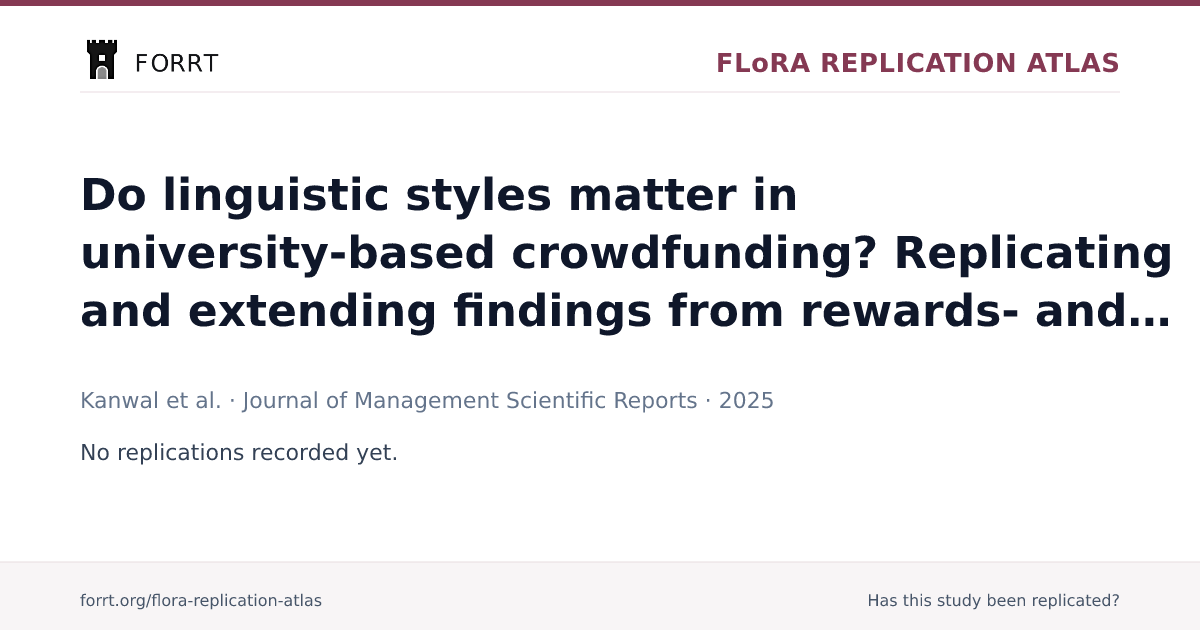 FORRT
FLoRA REPLICATION ATLAS
Do linguistic styles matter in
university-based crowdfunding? Replicating
and extending findings from rewards- and…
Kanwal et al. · Journal of Management Scientific Reports · 2025
No replications recorded yet.
forrt.org/flora-replication-atlas
Has this study been replicated?